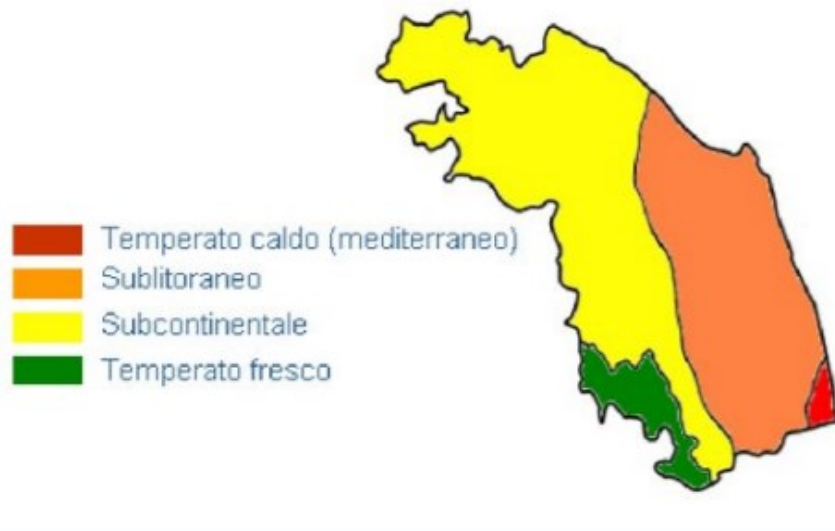 Temperato caldo (mediterraneo)
Sublitoraneo
Subcontinentale
Temperato fresco